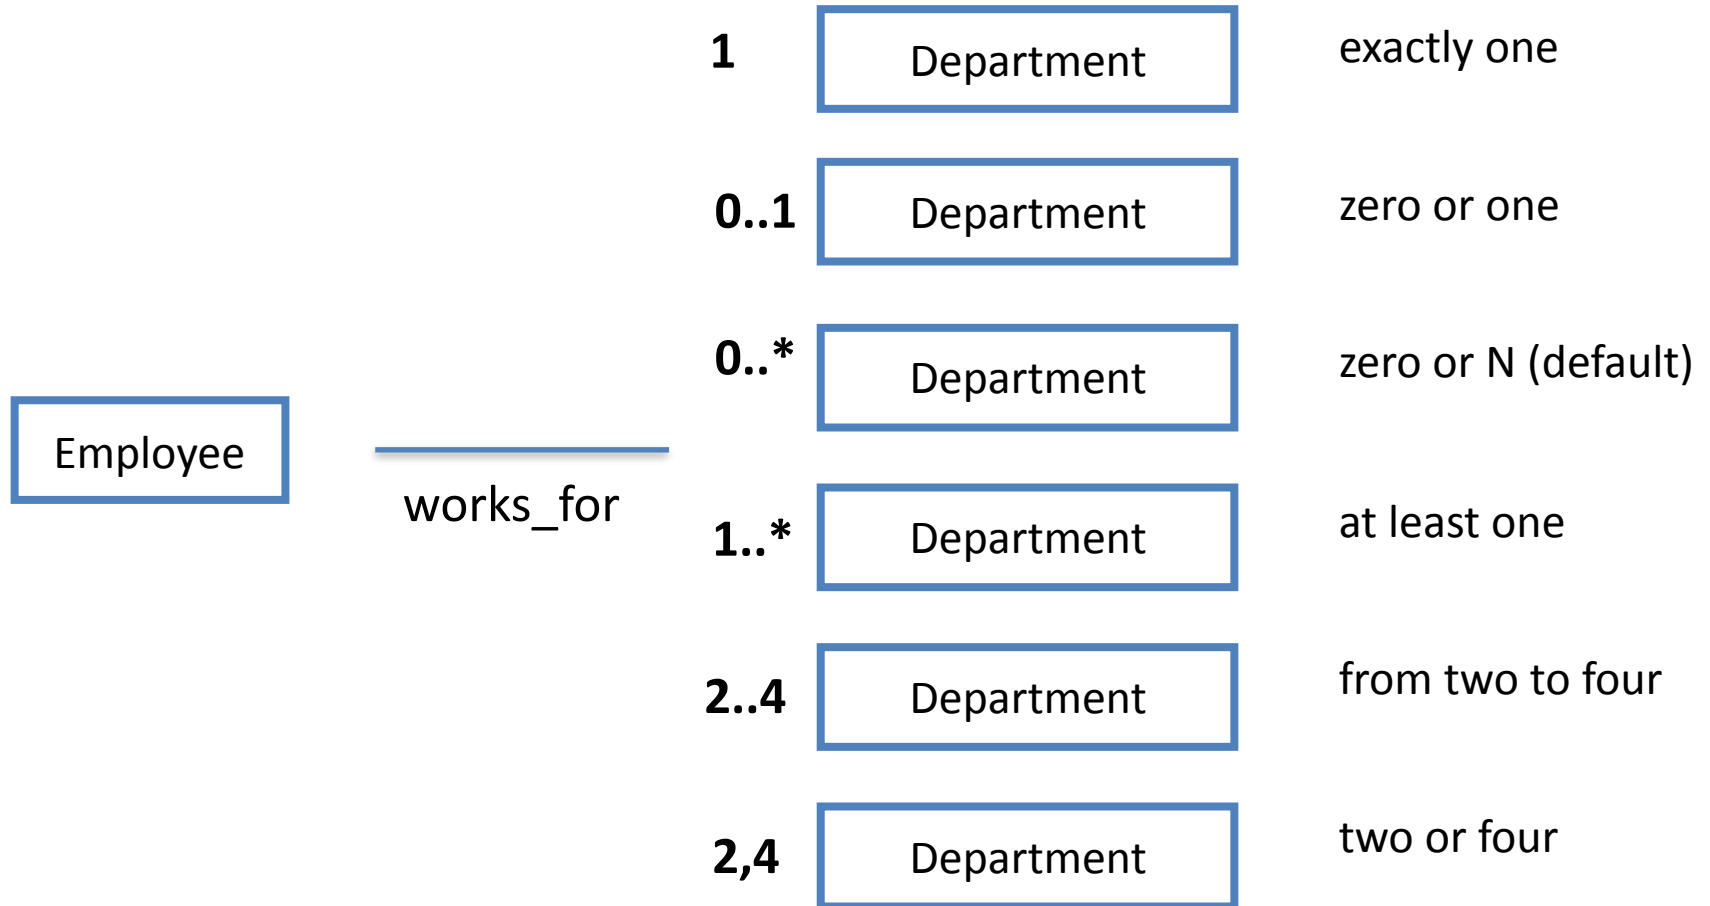 1 Department exactly one
0..1 Department zero or one
0..* Department zero or N (default)
Employee
works_for
1..* Department at least one
2..4 Department from two to four
2,4 Department two or four